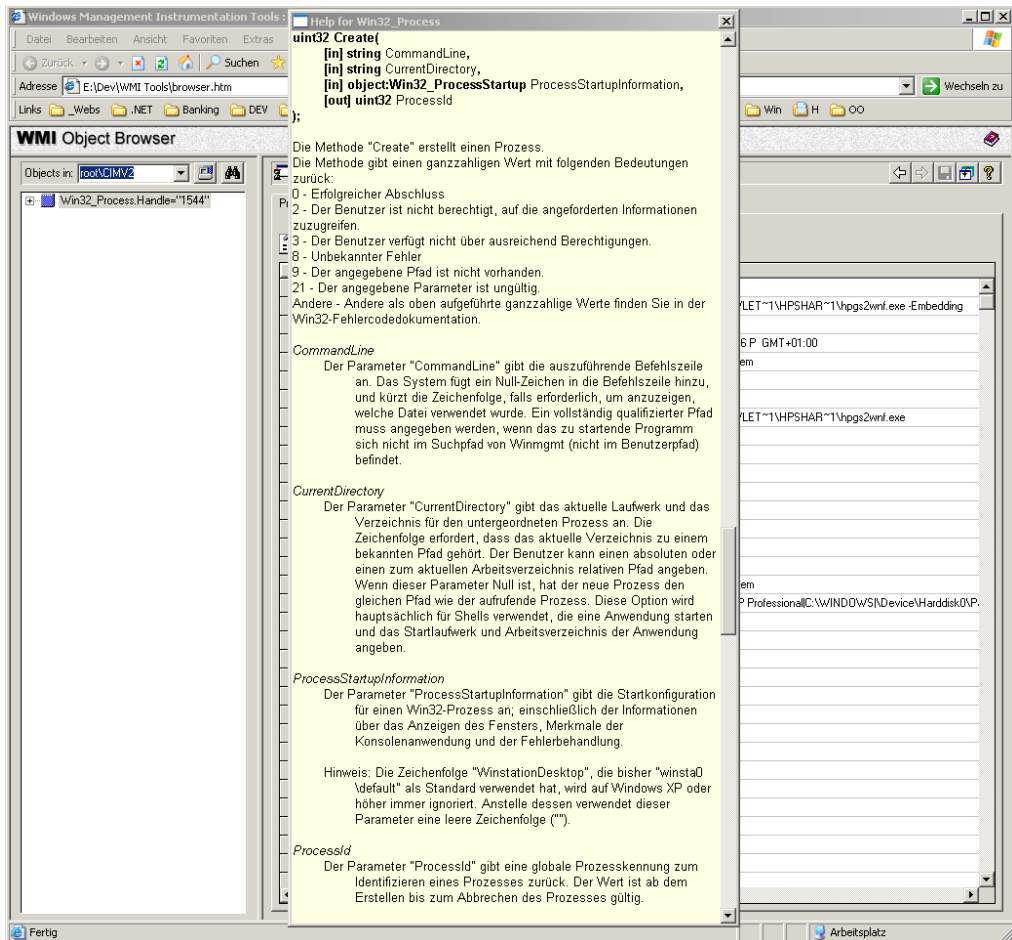 Windows Management Instrumentation Tools :
Datei Bearbeiten Ansicht Favoriten Extras
Zurück Suchen
Adresse E:\Dev\WMI Tools\browser.htm Wechseln zu
Links _Webs .NET Banking DEV Win H OO
WMI Object Browser
Objects in: root\CIMV2
Win32_Process.Handle="1544"
Help for Win32_Process
uint32 Create(
[in] string CommandLine,
[in] string CurrentDirectory,
[in] object:Win32_ProcessStartup ProcessStartupInformation,
[out] uint32 ProcessId
);
Die Methode "Create" erstellt einen Prozess.
Die Methode gibt einen ganzzahligen Wert mit folgenden Bedeutungen
zurück:
0 - Erfolgreicher Abschluss
2 - Der Benutzer ist nicht berechtigt, auf die angeforderten Informationen
zuzugreifen.
3 - Der Benutzer verfügt nicht über ausreichend Berechtigungen.
8 - Unbekannter Fehler
9 - Der angegebene Pfad ist nicht vorhanden.
21 - Der angegebene Parameter ist ungültig.
Andere - Andere als oben aufgeführte ganzzahlige Werte finden Sie in der
Win32-Fehlercodedokumentation.
CommandLine
Der Parameter "CommandLine" gibt die auszuführende Befehlszeile
an. Das System fügt ein Null-Zeichen in die Befehlszeile hinzu,
und kürzt die Zeichenfolge, falls erforderlich, um anzuzeigen,
welche Datei verwendet wurde. Ein vollständig qualifizierter Pfad
muss angegeben werden, wenn das zu startende Programm
sich nicht im Suchpfad von Winmgmt (nicht im Benutzerpfad)
befindet.
CurrentDirectory
Der Parameter "CurrentDirectory" gibt das aktuelle Laufwerk und das
Verzeichnis für den untergeordneten Prozess an. Die
Zeichenfolge erfordert, dass das aktuelle Verzeichnis zu einem
bekannten Pfad gehört. Der Benutzer kann einen absoluten oder
einen zum aktuellen Arbeitsverzeichnis relativen Pfad angeben.
Wenn dieser Parameter Null ist, hat der neue Prozess den
gleichen Pfad wie der aufrufende Prozess. Diese Option wird
hauptsächlich für Shells verwendet, die eine Anwendung starten
und das Startlaufwerk und Arbeitsverzeichnis der Anwendung
angeben.
ProcessStartupInformation
Der Parameter "ProcessStartupInformation" gibt die Startkonfiguration
für einen Win32-Prozess an; einschließlich der Informationen
über das Anzeigen des Fensters, Merkmale der
Konsolenanwendung und der Fehlerbehandlung.
Hinweis: Die Zeichenfolge "WinstationDesktop", die bisher "winsta0
\default" als Standard verwendet hat, wird auf Windows XP oder
höher immer ignoriert. Anstelle dessen verwendet dieser
Parameter eine leere Zeichenfolge ("").
ProcessId
Der Parameter "ProcessId" gibt eine globale Prozesskennung zum
Identifizieren eines Prozesses zurück. Der Wert ist ab dem
Erstellen bis zum Abbrechen des Prozesses gültig.
LET~1\HPSHAR~1\hpgs2wnf.exe -Embedding
6 P GMT+01:00
em
LET~1\HPSHAR~1\hpgs2wnf.exe
em
P Professional|C:\WINDOWS|\Device\Harddisk0\P
Fertig
Arbeitsplatz